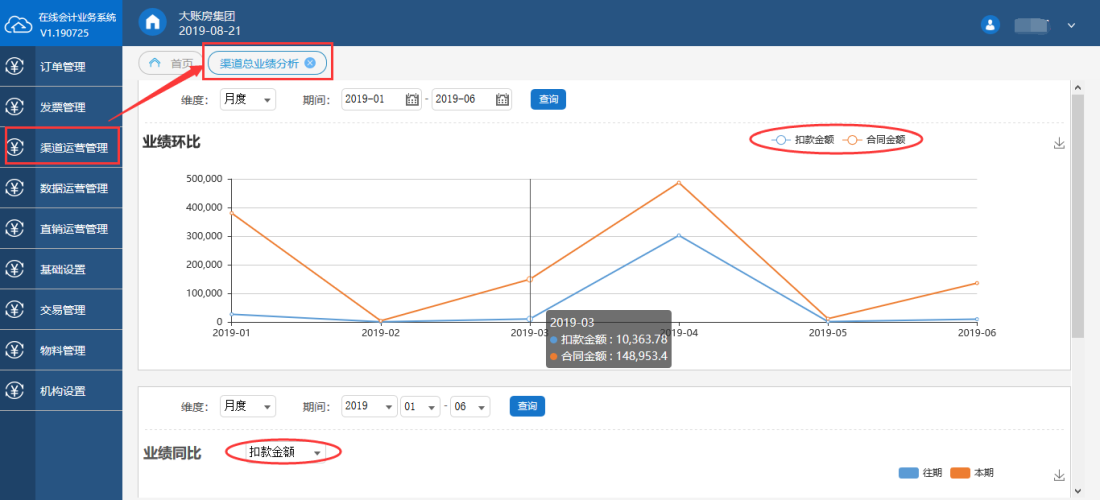 在线会计业务系统
V1.190725
大账房集团
2019-08-21
订单管理
发票管理
渠道运营管理
数据运营管理
直销运营管理
基础设置
交易管理
物料管理
机构设置
首页
渠道总业绩分析
维度： 月度 期间： 2019-01 - 2019-06 查询
业绩环比
扣款金额 合同金额
500,000
400,000
300,000
200,000
100,000
0
2019-01 2019-02 2019-03 2019-04 2019-05 2019-06
2019-03
扣款金额 : 10,363.78
合同金额 : 148,953.4
维度： 月度 期间： 2019 01 - 06 查询
业绩同比 扣款金额
往期 本期